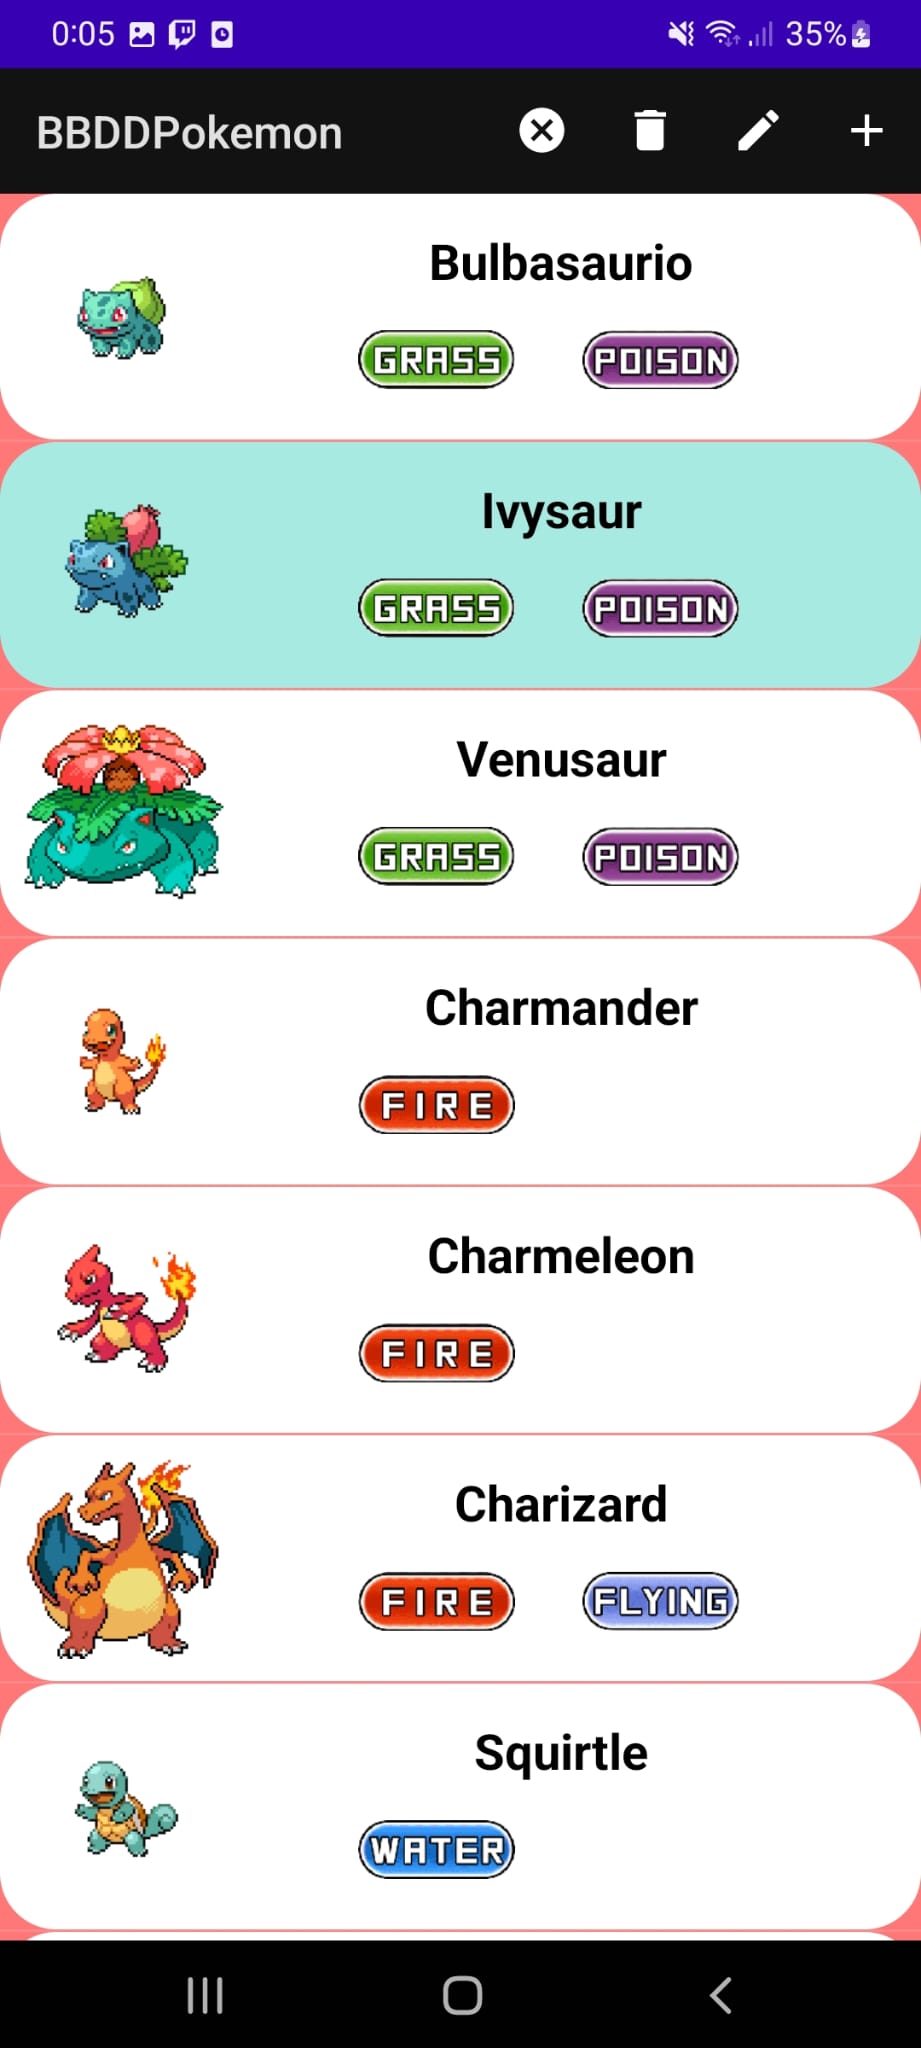 0:05 35%
BBDDPokemon
Bulbasaurio
GRASS POISON
Ivysaur
GRASS POISON
Venusaur
GRASS POISON
Charmander
FIRE
Charmeleon
FIRE
Charizard
FIRE FLYING
Squirtle
WATER